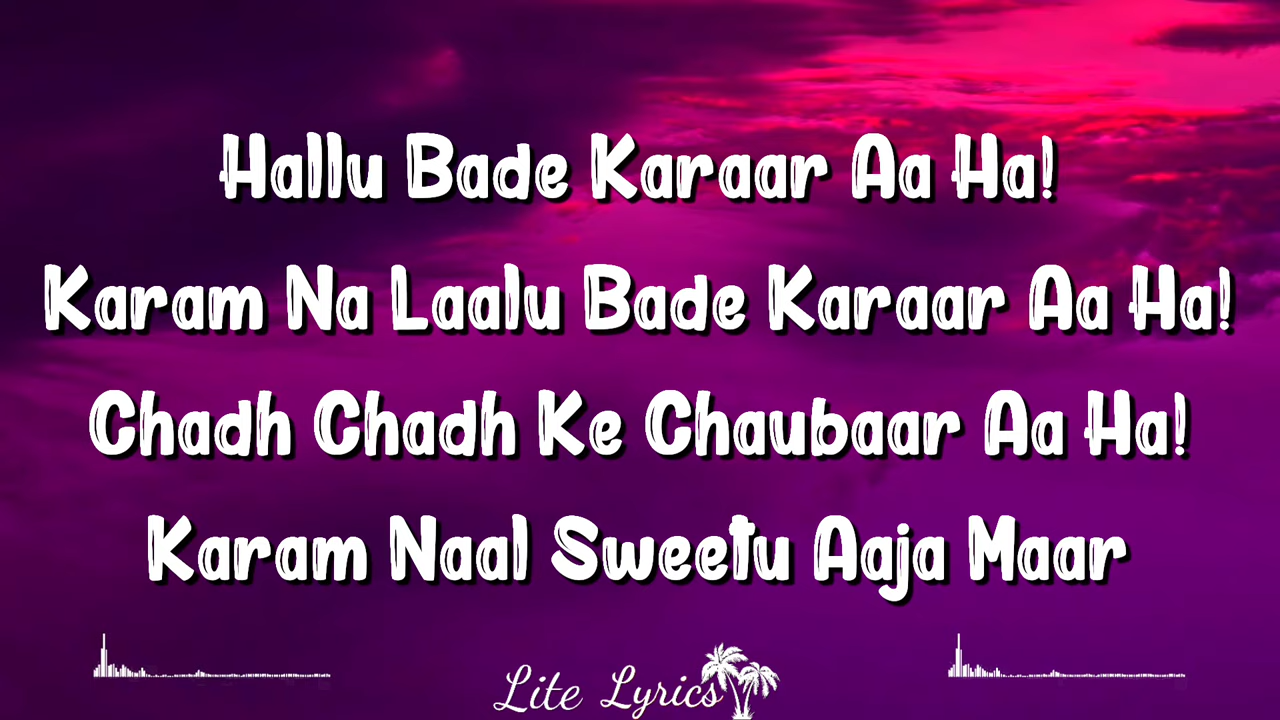 Hallu Bade Karaar Aa Ha!
Karam Na Laalu Bade Karaar Aa Ha!
Chadh Chadh Ke Chaubaar Aa Ha!
Karam Naal Sweetu Aaja Maar
Lite Lyrics